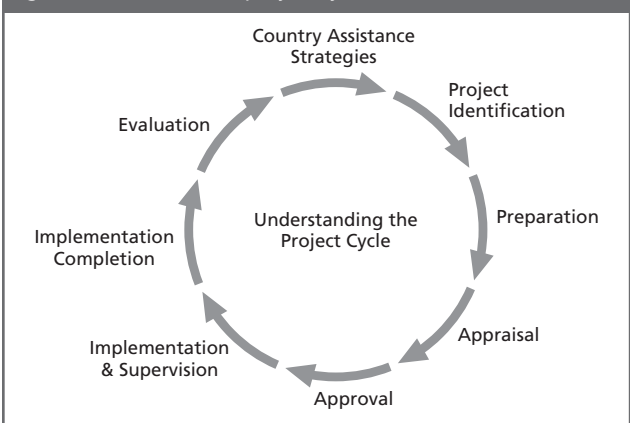 Country Assistance
Strategies
Project
Identification
Preparation
Appraisal
Approval
Implementation
& Supervision
Implementation
Completion
Evaluation
Understanding the
Project Cycle